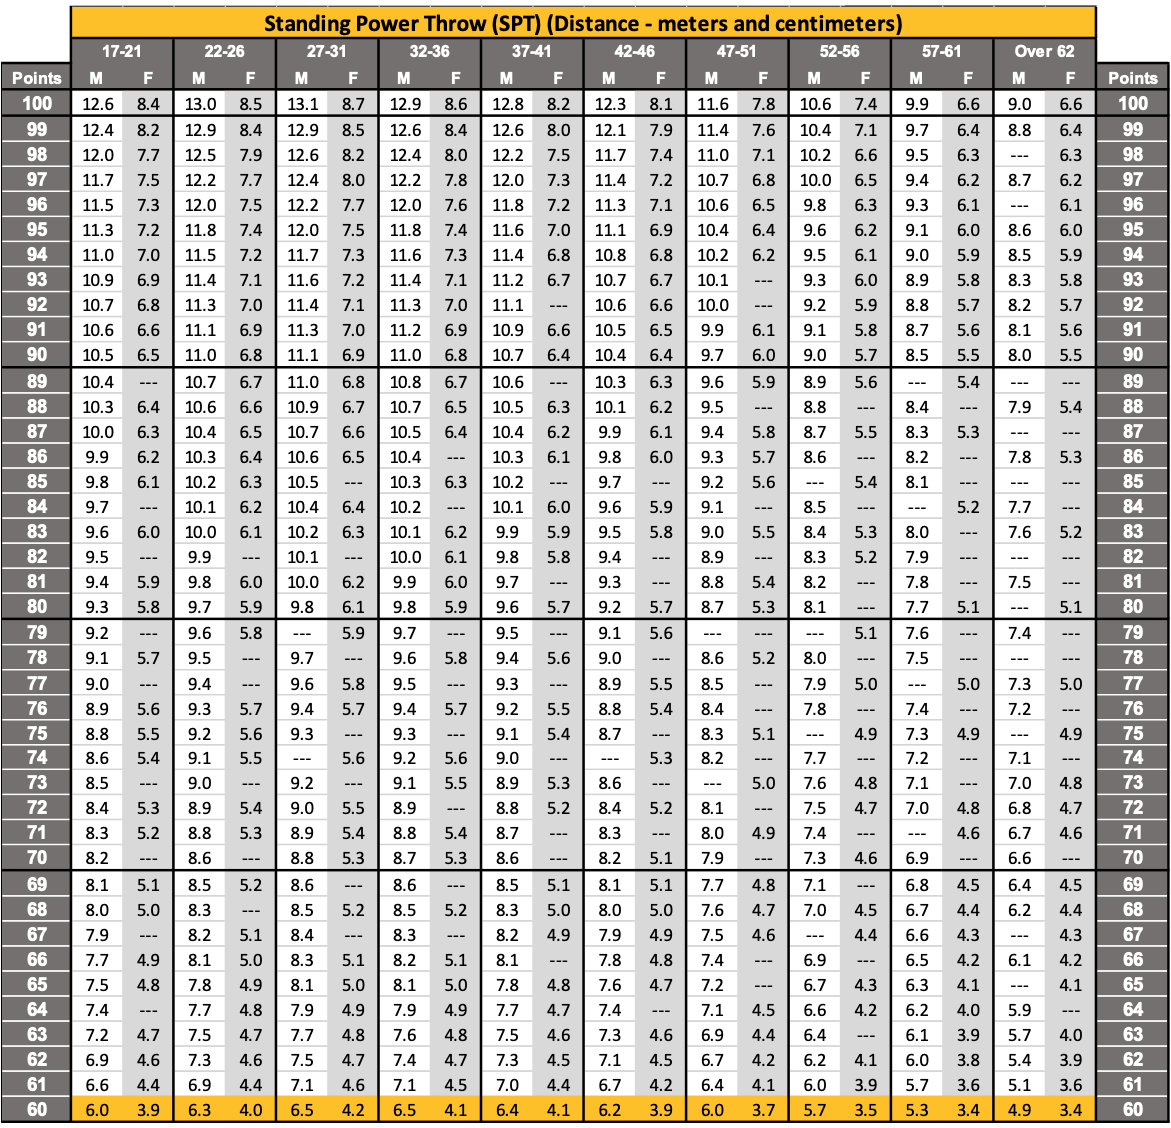 Standing Power Throw (SPT) (Distance - meters and centimeters)
17-21 22-26 27-31 32-36 37-41 42-46 47-51 52-56 57-61 Over 62
Points M F M F M F M F M F M F M F M F M F M F Points
100 12.6 8.4 13.0 8.5 13.1 8.7 12.9 8.6 12.8 8.2 12.3 8.1 11.6 7.8 10.6 7.4 9.9 6.6 9.0 6.6 100
99 12.4 8.2 12.9 8.4 12.9 8.5 12.6 8.4 12.6 8.0 12.1 7.9 11.4 7.6 10.4 7.1 9.7 6.4 8.8 6.4 99
98 12.0 7.7 12.5 7.9 12.6 8.2 12.4 8.0 12.2 7.5 11.7 7.4 11.0 7.1 10.2 6.6 9.5 6.3 --- 6.3 98
97 11.7 7.5 12.2 7.7 12.4 8.0 12.2 7.8 12.0 7.3 11.4 7.2 10.7 6.8 10.0 6.5 9.4 6.2 8.7 6.2 97
96 11.5 7.3 12.0 7.5 12.2 7.7 12.0 7.6 11.8 7.2 11.3 7.1 10.6 6.5 9.8 6.3 9.3 6.1 --- 6.1 96
95 11.3 7.2 11.8 7.4 12.0 7.5 11.8 7.4 11.6 7.0 11.1 6.9 10.4 6.4 9.6 6.2 9.1 6.0 8.6 6.0 95
94 11.0 7.0 11.5 7.2 11.7 7.3 11.6 7.3 11.4 6.8 10.8 6.8 10.2 6.2 9.5 6.1 9.0 5.9 8.5 5.9 94
93 10.9 6.9 11.4 7.1 11.6 7.2 11.4 7.1 11.2 6.7 10.7 6.7 10.1 --- 9.3 6.0 8.9 5.8 8.3 5.8 93
92 10.7 6.8 11.3 7.0 11.4 7.1 11.3 7.0 11.1 --- 10.6 6.6 10.0 --- 9.2 5.9 8.8 5.7 8.2 5.7 92
91 10.6 6.6 11.1 6.9 11.3 7.0 11.2 6.9 10.9 6.6 10.5 6.5 9.9 6.1 9.1 5.8 8.7 5.6 8.1 5.6 91
90 10.5 6.5 11.0 6.8 11.1 6.9 11.0 6.8 10.7 6.4 10.4 6.4 9.7 6.0 9.0 5.7 8.5 5.5 8.0 5.5 90
89 10.4 --- 10.7 6.7 11.0 6.8 10.8 6.7 10.6 --- 10.3 6.3 9.6 5.9 8.9 5.6 --- 5.4 --- --- 89
88 10.3 6.4 10.6 6.6 10.9 6.7 10.7 6.5 10.5 6.3 10.1 6.2 9.5 --- 8.8 --- 8.4 --- 7.9 5.4 88
87 10.0 6.3 10.4 6.5 10.7 6.6 10.5 6.4 10.4 6.2 9.9 6.1 9.4 5.8 8.7 5.5 8.3 5.3 --- --- 87
86 9.9 6.2 10.3 6.4 10.6 6.5 10.4 --- 10.3 6.1 9.8 6.0 9.3 5.7 8.6 --- 8.2 --- 7.8 5.3 86
85 9.8 6.1 10.2 6.3 10.5 --- 10.3 6.3 10.2 --- 9.7 --- 9.2 5.6 --- 5.4 8.1 --- --- --- 85
84 9.7 --- 10.1 6.2 10.4 6.4 10.2 --- 10.1 6.0 9.6 5.9 9.1 --- 8.5 --- --- 5.2 7.7 --- 84
83 9.6 6.0 10.0 6.1 10.2 6.3 10.1 6.2 9.9 5.9 9.5 5.8 9.0 5.5 8.4 5.3 8.0 --- 7.6 5.2 83
82 9.5 --- 9.9 --- 10.1 --- 10.0 6.1 9.8 5.8 9.4 --- 8.9 --- 8.3 5.2 7.9 --- --- --- 82
81 9.4 5.9 9.8 6.0 10.0 6.2 9.9 6.0 9.7 --- 9.3 --- 8.8 5.4 8.2 --- 7.8 --- 7.5 --- 81
80 9.3 5.8 9.7 5.9 9.8 6.1 9.8 5.9 9.6 5.7 9.2 5.7 8.7 5.3 8.1 --- 7.7 5.1 --- 5.1 80
79 9.2 --- 9.6 5.8 --- 5.9 9.7 --- 9.5 --- 9.1 5.6 --- --- --- 5.1 7.6 --- 7.4 --- 79
78 9.1 5.7 9.5 --- 9.7 --- 9.6 5.8 9.4 5.6 9.0 --- 8.6 5.2 8.0 --- 7.5 --- --- --- 78
77 9.0 --- 9.4 --- 9.6 5.8 9.5 --- 9.3 --- 8.9 5.5 8.5 --- 7.9 5.0 --- 5.0 7.3 5.0 77
76 8.9 5.6 9.3 5.7 9.4 5.7 9.4 5.7 9.2 5.5 8.8 5.4 8.4 --- 7.8 --- 7.4 --- 7.2 --- 76
75 8.8 5.5 9.2 5.6 9.3 --- 9.3 --- 9.1 5.4 8.7 --- 8.3 5.1 --- 4.9 7.3 4.9 --- 4.9 75
74 8.6 5.4 9.1 5.5 --- 5.6 9.2 5.6 9.0 --- --- 5.3 8.2 --- 7.7 --- 7.2 --- 7.1 --- 74
73 8.5 --- 9.0 --- 9.2 --- 9.1 5.5 8.9 5.3 8.6 --- --- 5.0 7.6 4.8 7.1 --- 7.0 4.8 73
72 8.4 5.3 8.9 5.4 9.0 5.5 8.9 --- 8.8 5.2 8.4 5.2 8.1 --- 7.5 4.7 7.0 4.8 6.8 4.7 72
71 8.3 5.2 8.8 5.3 8.9 5.4 8.8 5.4 8.7 --- 8.3 --- 8.0 4.9 7.4 --- --- 4.6 6.7 4.6 71
70 8.2 --- 8.6 --- 8.8 5.3 8.7 5.3 8.6 --- 8.2 5.1 7.9 --- 7.3 4.6 6.9 --- 6.6 --- 70
69 8.1 5.1 8.5 5.2 8.6 --- 8.6 --- 8.5 5.1 8.1 5.1 7.7 4.8 7.1 --- 6.8 4.5 6.4 4.5 69
68 8.0 5.0 8.3 --- 8.5 5.2 8.5 5.2 8.3 5.0 8.0 5.0 7.6 4.7 7.0 4.5 6.7 4.4 6.2 4.4 68
67 7.9 --- 8.2 5.1 8.4 --- 8.3 --- 8.2 4.9 7.9 4.9 7.5 4.6 --- 4.4 6.6 4.3 --- 4.3 67
66 7.7 4.9 8.1 5.0 8.3 5.1 8.2 5.1 8.1 --- 7.8 4.8 7.4 --- 6.9 --- 6.5 4.2 6.1 4.2 66
65 7.5 4.8 7.8 4.9 8.1 5.0 8.1 5.0 7.8 4.8 7.6 4.7 7.2 --- 6.7 4.3 6.3 4.1 --- 4.1 65
64 7.4 --- 7.7 4.8 7.9 4.9 7.9 4.9 7.7 4.7 7.4 --- 7.1 4.5 6.6 4.2 6.2 4.0 5.9 --- 64
63 7.2 4.7 7.5 4.7 7.7 4.8 7.6 4.8 7.5 4.6 7.3 4.6 6.9 4.4 6.4 --- 6.1 3.9 5.7 4.0 63
62 6.9 4.6 7.3 4.6 7.5 4.7 7.4 4.7 7.3 4.5 7.1 4.5 6.7 4.2 6.2 4.1 6.0 3.8 5.4 3.9 62
61 6.6 4.4 6.9 4.4 7.1 4.6 7.1 4.5 7.0 4.4 6.7 4.2 6.4 4.1 6.0 3.9 5.7 3.6 5.1 3.6 61
60 6.0 3.9 6.3 4.0 6.5 4.2 6.5 4.1 6.4 4.1 6.2 3.9 6.0 3.7 5.7 3.5 5.3 3.4 4.9 3.4 60